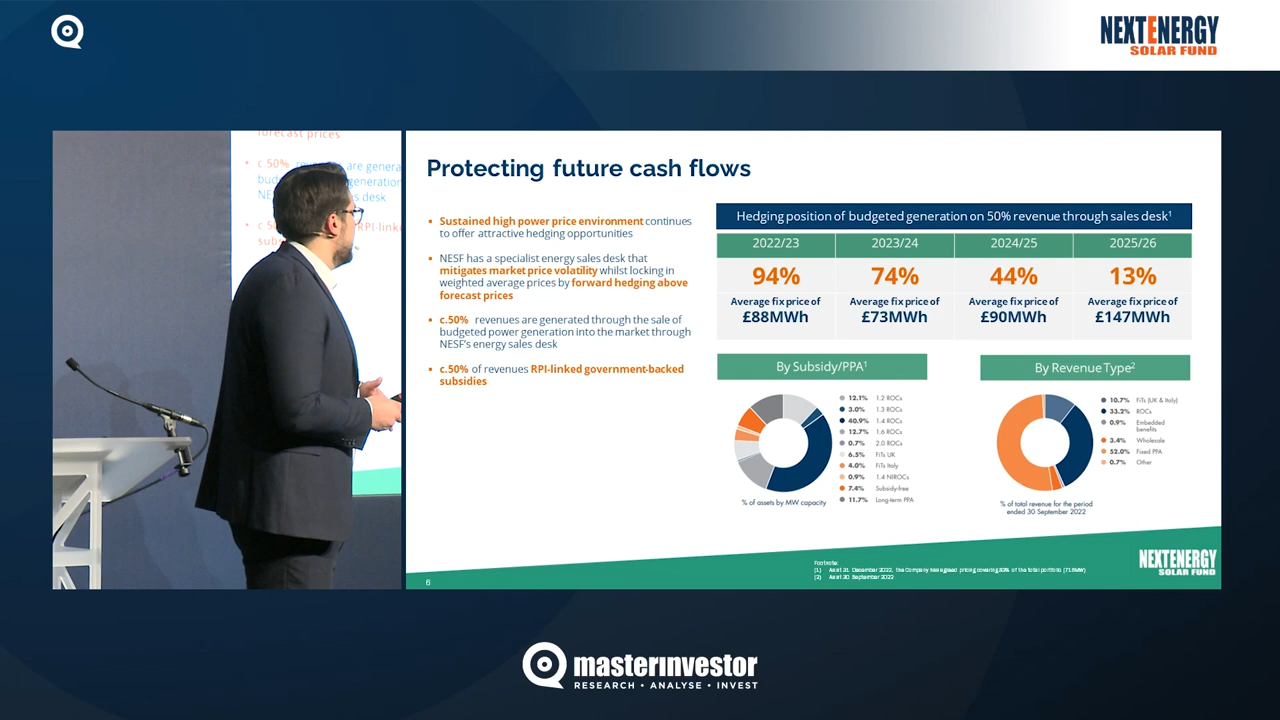 NEXTENERGY
SOLAR FUND
forecast prices
c.50%
are genera
generation
s desk
RPI-linke
Protecting future cash flows
Sustained high power price environment continues
to offer attractive hedging opportunities
NESF has a specialist energy sales desk that
mitigates market price volatility whilst locking in
weighted average prices by forward hedging above
forecast prices
c.50% revenues are generated through the sale of
budgeted power generation into the market through
NESF's energy sales desk
c.50% of revenues RPI-linked government-backed
subsidies
Hedging position of budgeted generation on 50% revenue through sales desk¹
2022/23 2023/24 2024/25 2025/26
94% 74% 44% 13%
Average fix price of Average fix price of Average fix price of Average fix price of
£88MWh £73MWh £90MWh £147MWh
By Subsidy/PPA¹
12.1% 1.2 ROCs
3.0% 1.3 ROCs
40.9% 1.4 ROCs
12.7% 1.6 ROCs
0.7% 2.0 ROCs
6.5% FiTs UK
4.0% FiTs Italy
0.9% 1.4 NIROCs
7.4% Subsidy-free
11.7% Long-term PPA
% of assets by MW capacity
By Revenue Type²
10.7% FiTs (UK & Italy)
33.2% ROCs
0.9% Embedded
benefits
3.4% Wholesale
52.0% Fixed PPA
0.7% Other
% of total revenue for the period
ended 30 September 2022
Footnote:
(1) As at 31 December 2022, the Company has agreed pricing covering of the total portfolio
(2) As at 30 September 2022
6
NEXTENERGY
SOLAR FUND
masterinvestor
RESEARCH • ANALYSE • INVEST